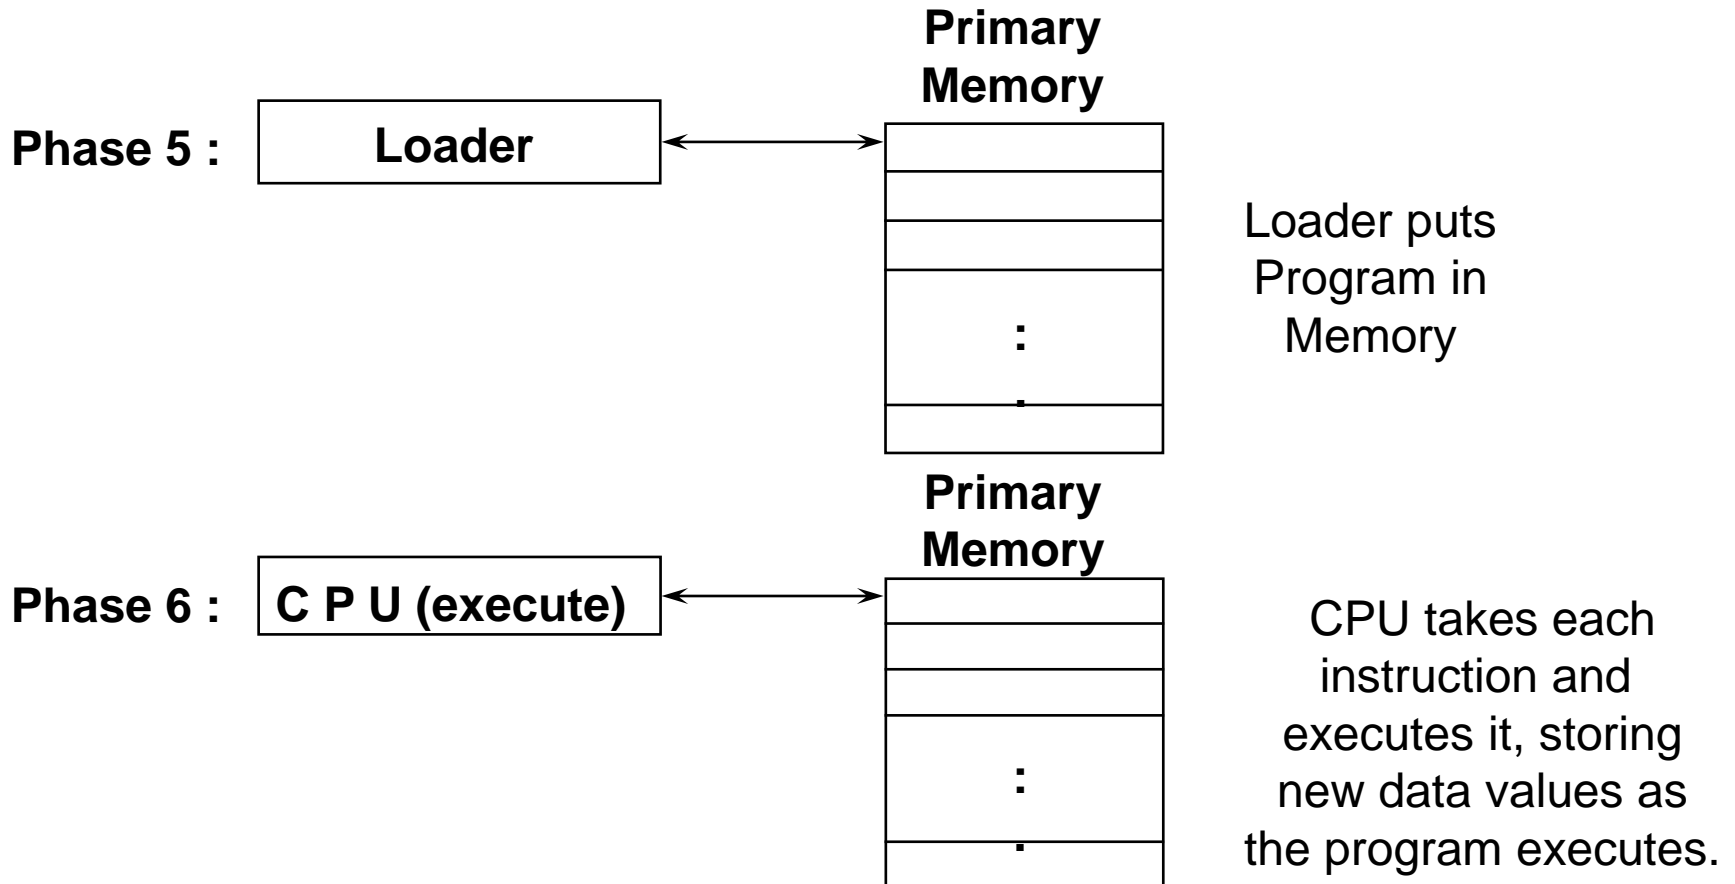 Primary
Memory
Phase 5 :
Loader
Loader puts
Program in
Memory
:
.
Primary
Memory
Phase 6 :
C P U (execute)
CPU takes each
instruction and
executes it, storing
new data values as
the program executes.
:
.